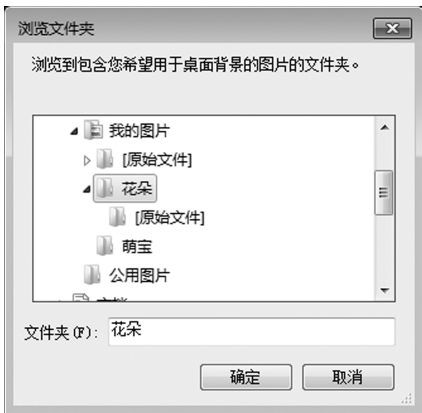 浏览文件夹
浏览到包含您希望用于桌面背景的图片的文件夹。
我的图片
[原始文件]
花朵
[原始文件]
萌宝
公用图片
文档
文件夹(F):
花朵
确定
取消